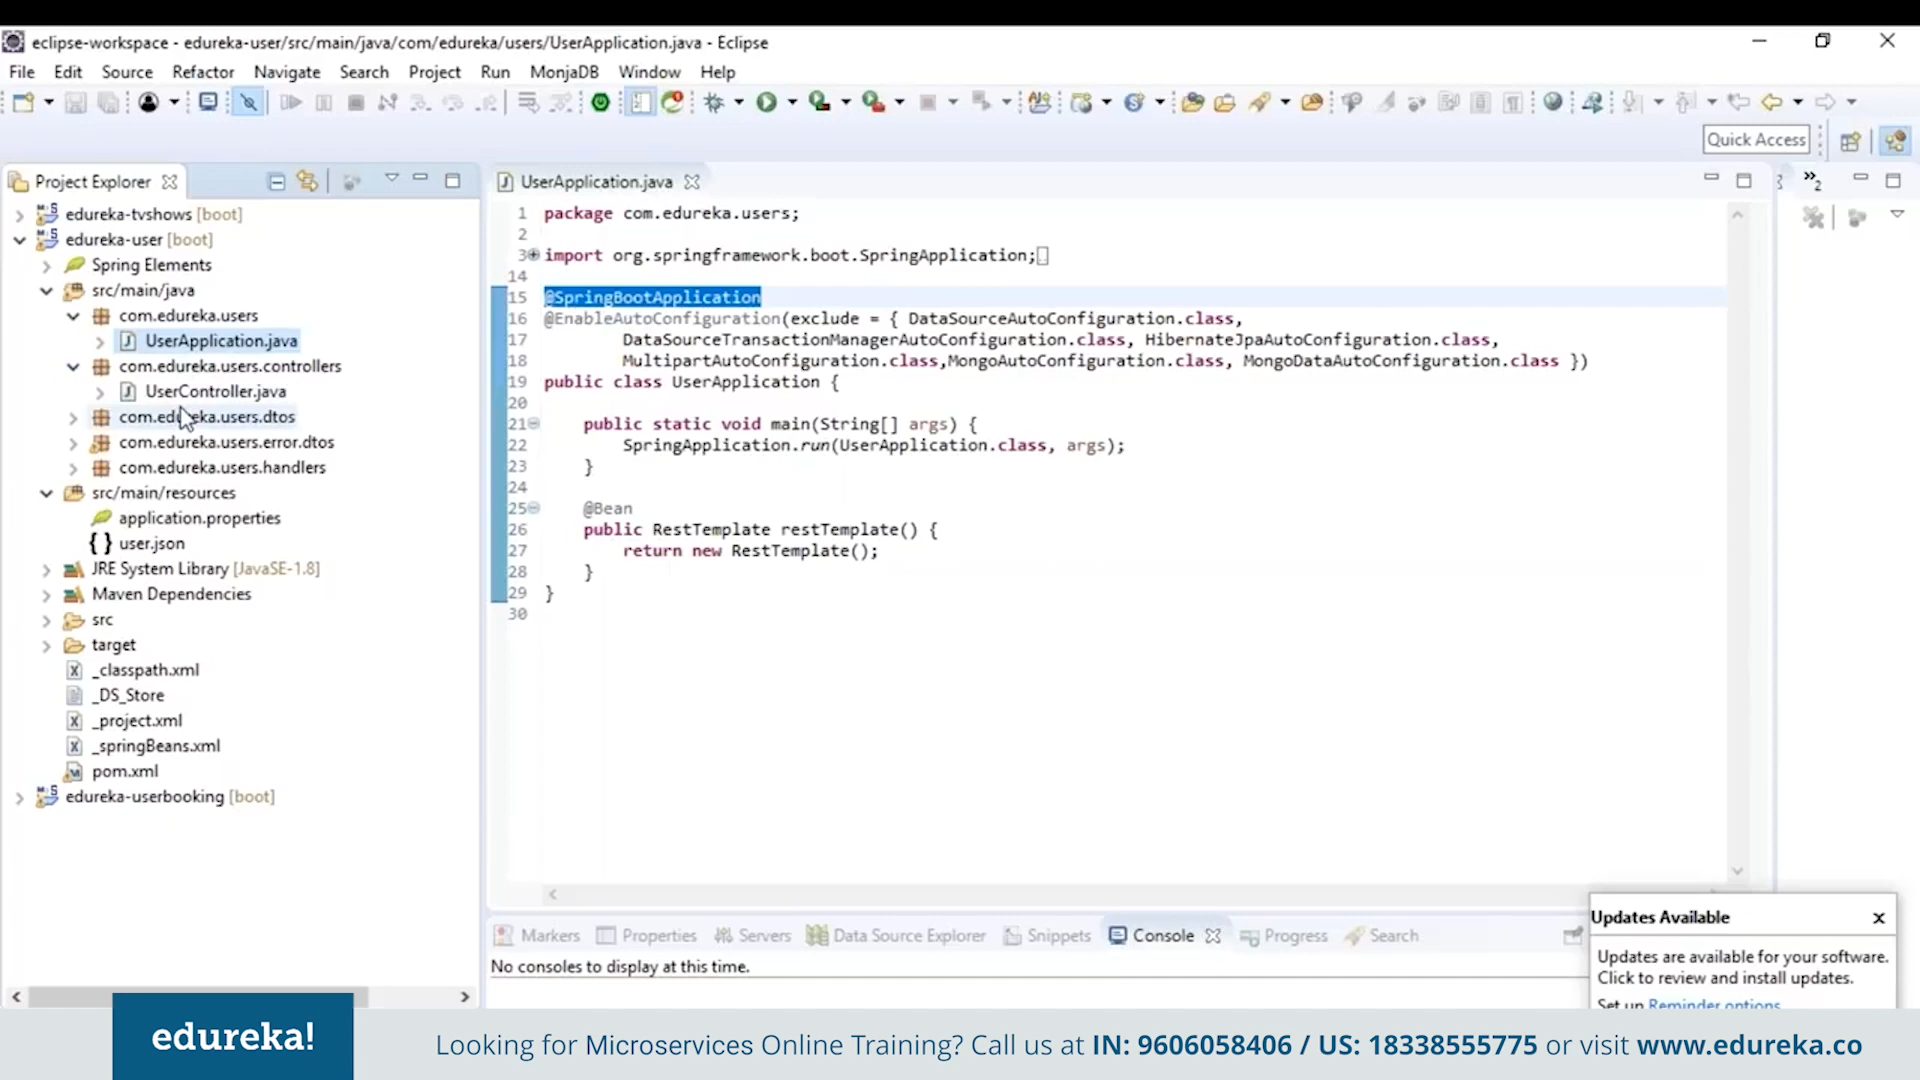 eclipse-workspace - edureka-user/src/main/java/com/edureka/users/UserApplication.java - Eclipse
File Edit Source Refactor Navigate Search Project Run MonjaDB Window Help
Quick Access
Project Explorer
edureka-tvshows [boot]
edureka-user [boot]
Spring Elements
src/main/java
com.edureka.users
UserApplication.java
com.edureka.users.controllers
UserController.java
com.edureka.users.dtos
com.edureka.users.error.dtos
com.edureka.users.handlers
src/main/resources
application.properties
user.json
JRE System Library [JavaSE-1.8]
Maven Dependencies
src
target
_classpath.xml
_DS_Store
_project.xml
_springBeans.xml
pom.xml
edureka-userbooking [boot]
UserApplication.java
1 package com.edureka.users;
2
3 import org.springframework.boot.SpringApplication;
14
15 @SpringBootApplication
16 @EnableAutoConfiguration(exclude = { DataSourceAutoConfiguration.class,
17 DataSourceTransactionManagerAutoConfiguration.class, HibernateJpaAutoConfiguration.class,
18 MultipartAutoConfiguration.class,MongoAutoConfiguration.class, MongoDataAutoConfiguration.class })
19 public class UserApplication {
20
21 public static void main(String[] args) {
22 SpringApplication.run(UserApplication.class, args);
23 }
24
25 @Bean
26 public RestTemplate restTemplate() {
27 return new RestTemplate();
28 }
29 }
30
»2
Markers Properties Servers Data Source Explorer Snippets Console Progress Search
No consoles to display at this time.
Updates Available
Updates are available for your software.
Click to review and install updates.
Set up Reminder options
edureka!
Looking for Microservices Online Training? Call us at IN: 9606058406 / US: 18338555775 or visit www.edureka.co